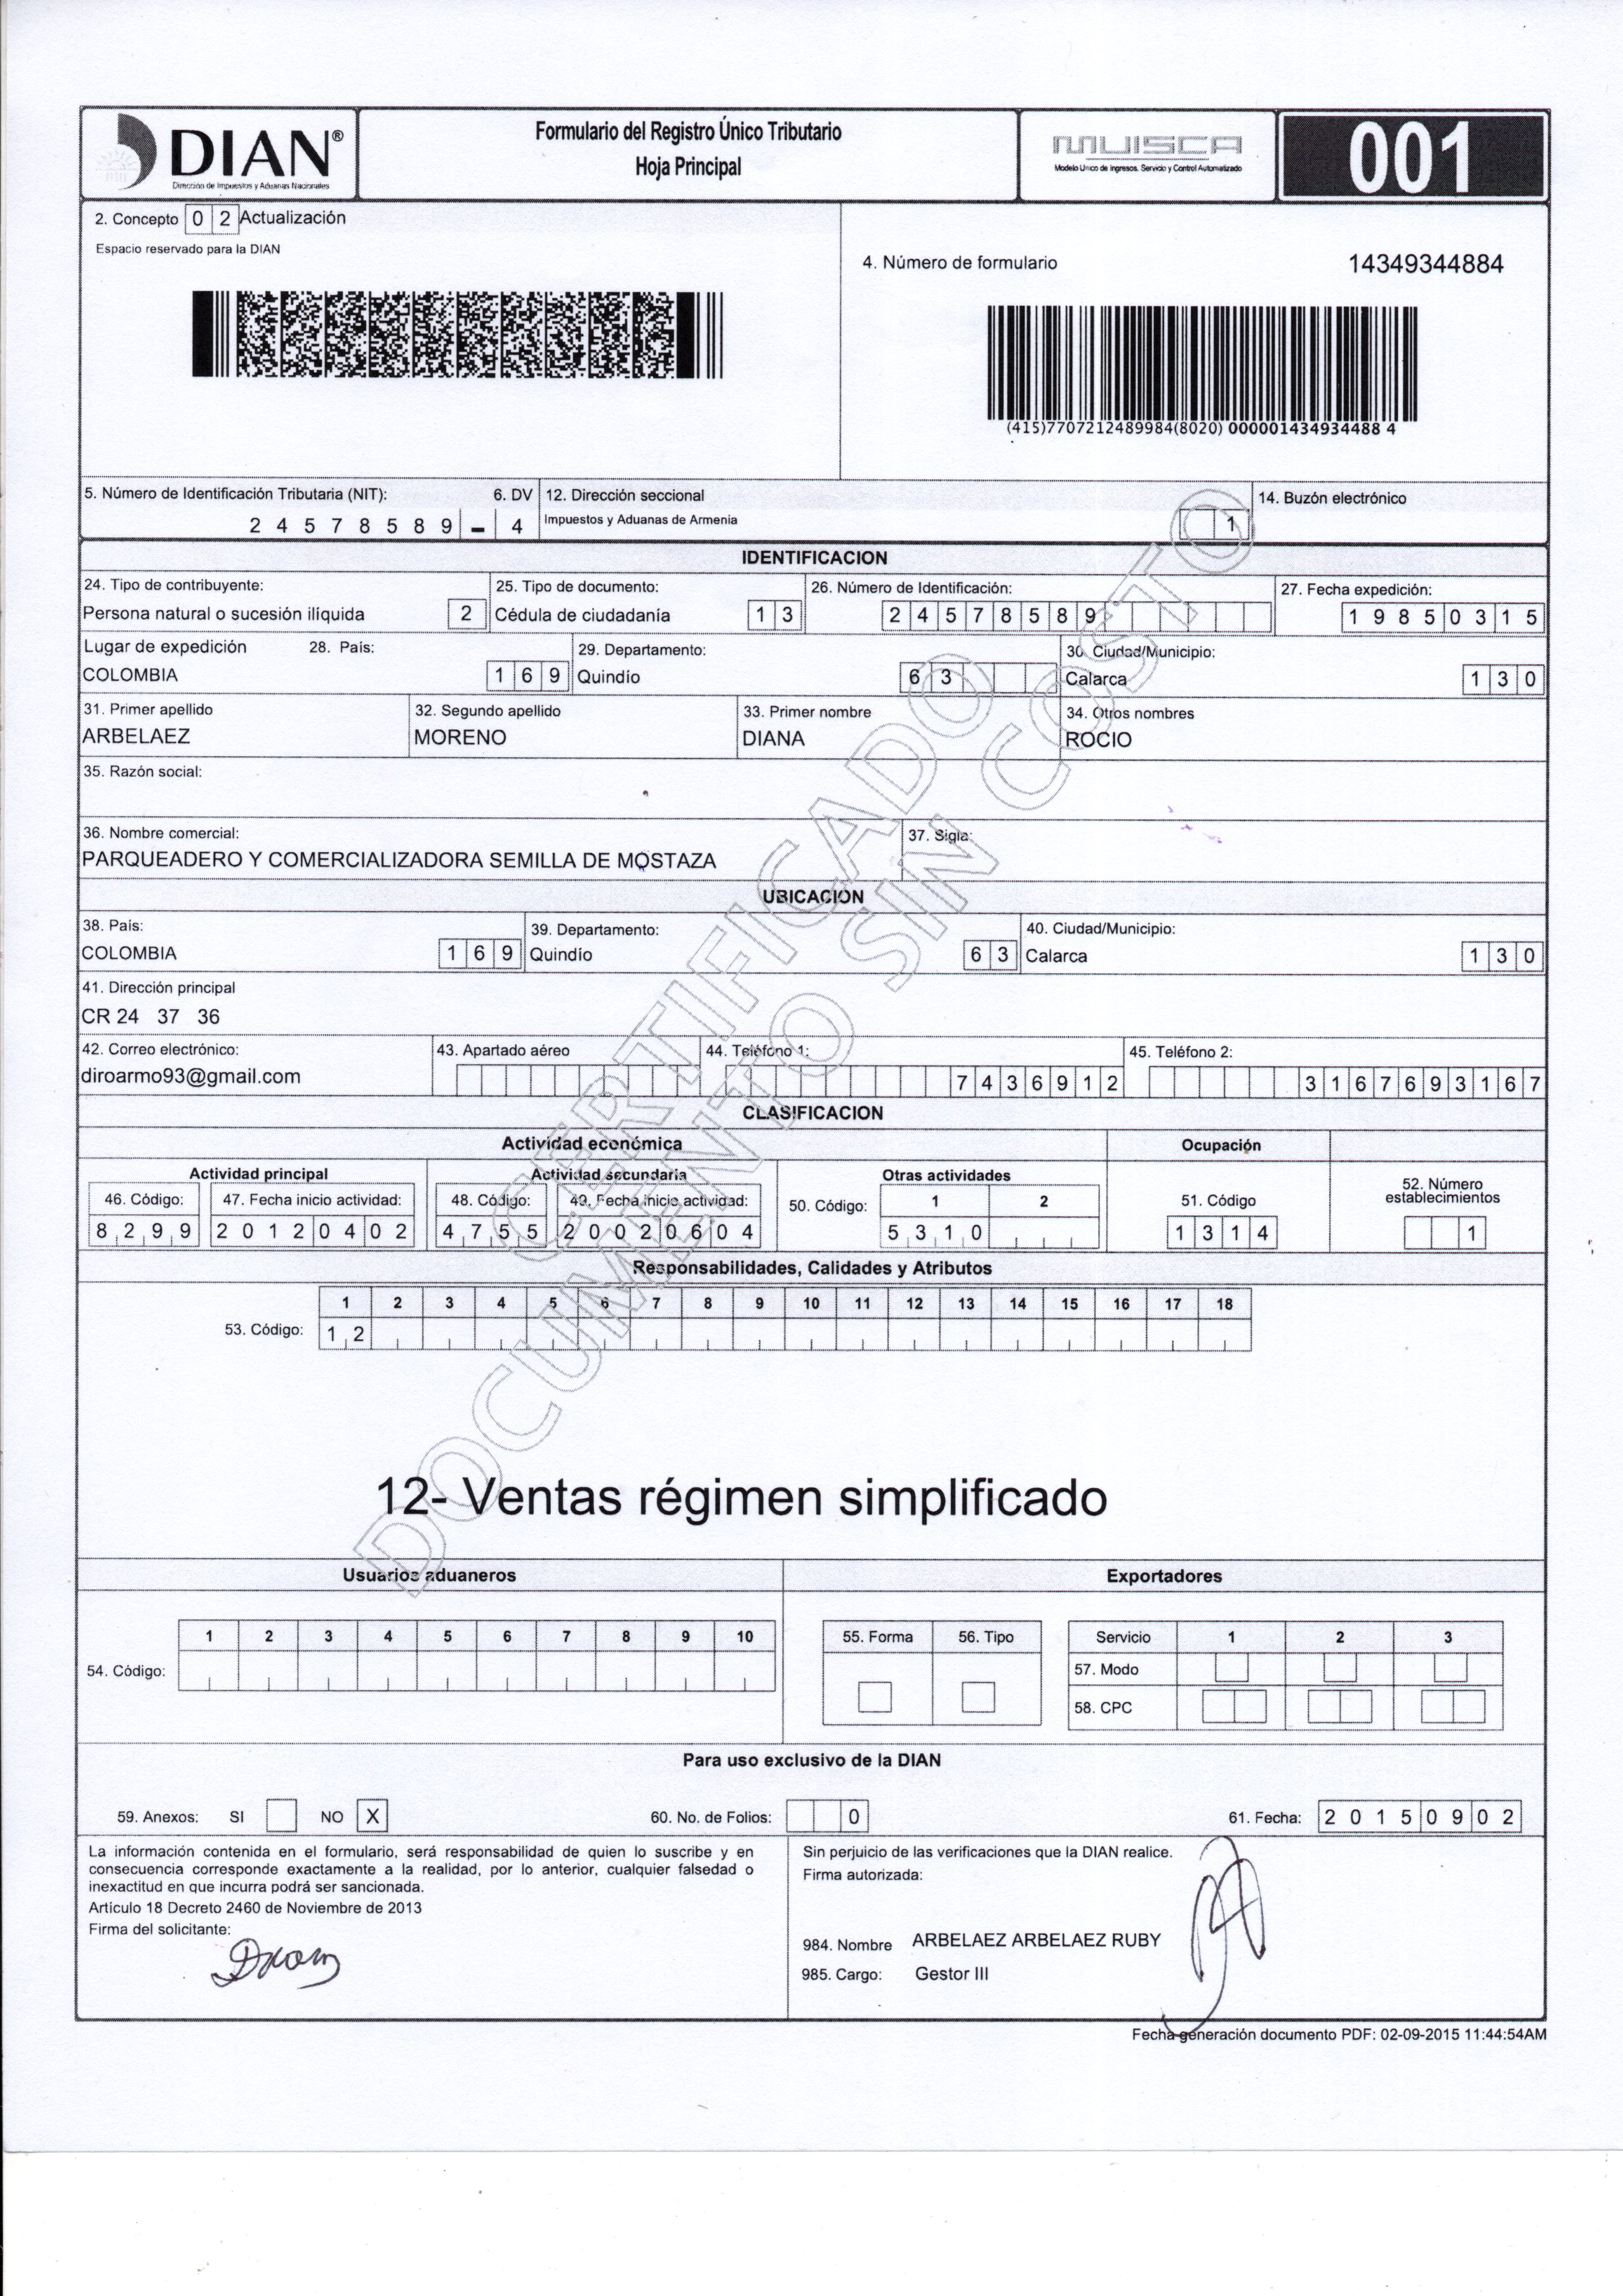 DIAN®
Dirección de Impuestos y Aduanas Nacionales
Formulario del Registro Único Tributario
Hoja Principal
MUISCA
Modelo Unico de Ingresos. Servicio y Control Automatizado
001
2. Concepto 0 2 Actualización
Espacio reservado para la DIAN
4. Número de formulario 14349344884
(415)7707212489984(8020) 000001434934488 4
5. Número de Identificación Tributaria (NIT): 6. DV 12. Dirección seccional 14. Buzón electrónico
2 4 5 7 8 5 8 9 - 4 Impuestos y Aduanas de Armenia 1
IDENTIFICACION
24. Tipo de contribuyente: 25. Tipo de documento: 26. Número de Identificación: 27. Fecha expedición:
Persona natural o sucesión ilíquida 2 Cédula de ciudadanía 1 3 2 4 5 7 8 5 8 9 1 9 8 5 0 3 1 5
Lugar de expedición 28. País: 29. Departamento: 30. Ciudad/Municipio:
COLOMBIA 1 6 9 Quindío 6 3 Calarca 1 3 0
31. Primer apellido 32. Segundo apellido 33. Primer nombre 34. Otros nombres
ARBELAEZ MORENO DIANA ROCIO
35. Razón social:
36. Nombre comercial: 37. Sigla:
PARQUEADERO Y COMERCIALIZADORA SEMILLA DE MOSTAZA
UBICACION
38. País: 39. Departamento: 40. Ciudad/Municipio:
COLOMBIA 1 6 9 Quindío 6 3 Calarca 1 3 0
41. Dirección principal
CR 24 37 36
42. Correo electrónico: 43. Apartado aéreo 44. Teléfono 1: 45. Teléfono 2:
diroarmo93@gmail.com 7 4 3 6 9 1 2 3 1 6 7 6 9 3 1 6 7
CLASIFICACION
Actividad económica Ocupación
Actividad principal Actividad secundaria Otras actividades 52. Número establecimientos
46. Código: 47. Fecha inicio actividad: 48. Código: 49. Fecha inicio actividad: 50. Código: 1 2 51. Código
8 2 9 9 2 0 1 2 0 4 0 2 4 7 5 5 2 0 0 2 0 6 0 4 5 3 1 0 1 3 1 4 1
Responsabilidades, Calidades y Atributos
1 2 3 4 5 6 7 8 9 10 11 12 13 14 15 16 17 18
53. Código: 1 2
12- Ventas régimen simplificado
CERTIFICADO
DOCUMENTO SIN COSTO
Usuarios aduaneros Exportadores
1 2 3 4 5 6 7 8 9 10 55. Forma 56. Tipo Servicio 1 2 3
54. Código: 57. Modo
58. CPC
Para uso exclusivo de la DIAN
59. Anexos: SI NO X 60. No. de Folios: 0 61. Fecha: 2 0 1 5 0 9 0 2
La información contenida en el formulario, será responsabilidad de quien lo suscribe y en
consecuencia corresponde exactamente a la realidad, por lo anterior, cualquier falsedad o
inexactitud en que incurra podrá ser sancionada.
Artículo 18 Decreto 2460 de Noviembre de 2013
Firma del solicitante:
Sin perjuicio de las verificaciones que la DIAN realice.
Firma autorizada:
984. Nombre ARBELAEZ ARBELAEZ RUBY
985. Cargo: Gestor III
Fecha generación documento PDF: 02-09-2015 11:44:54AM